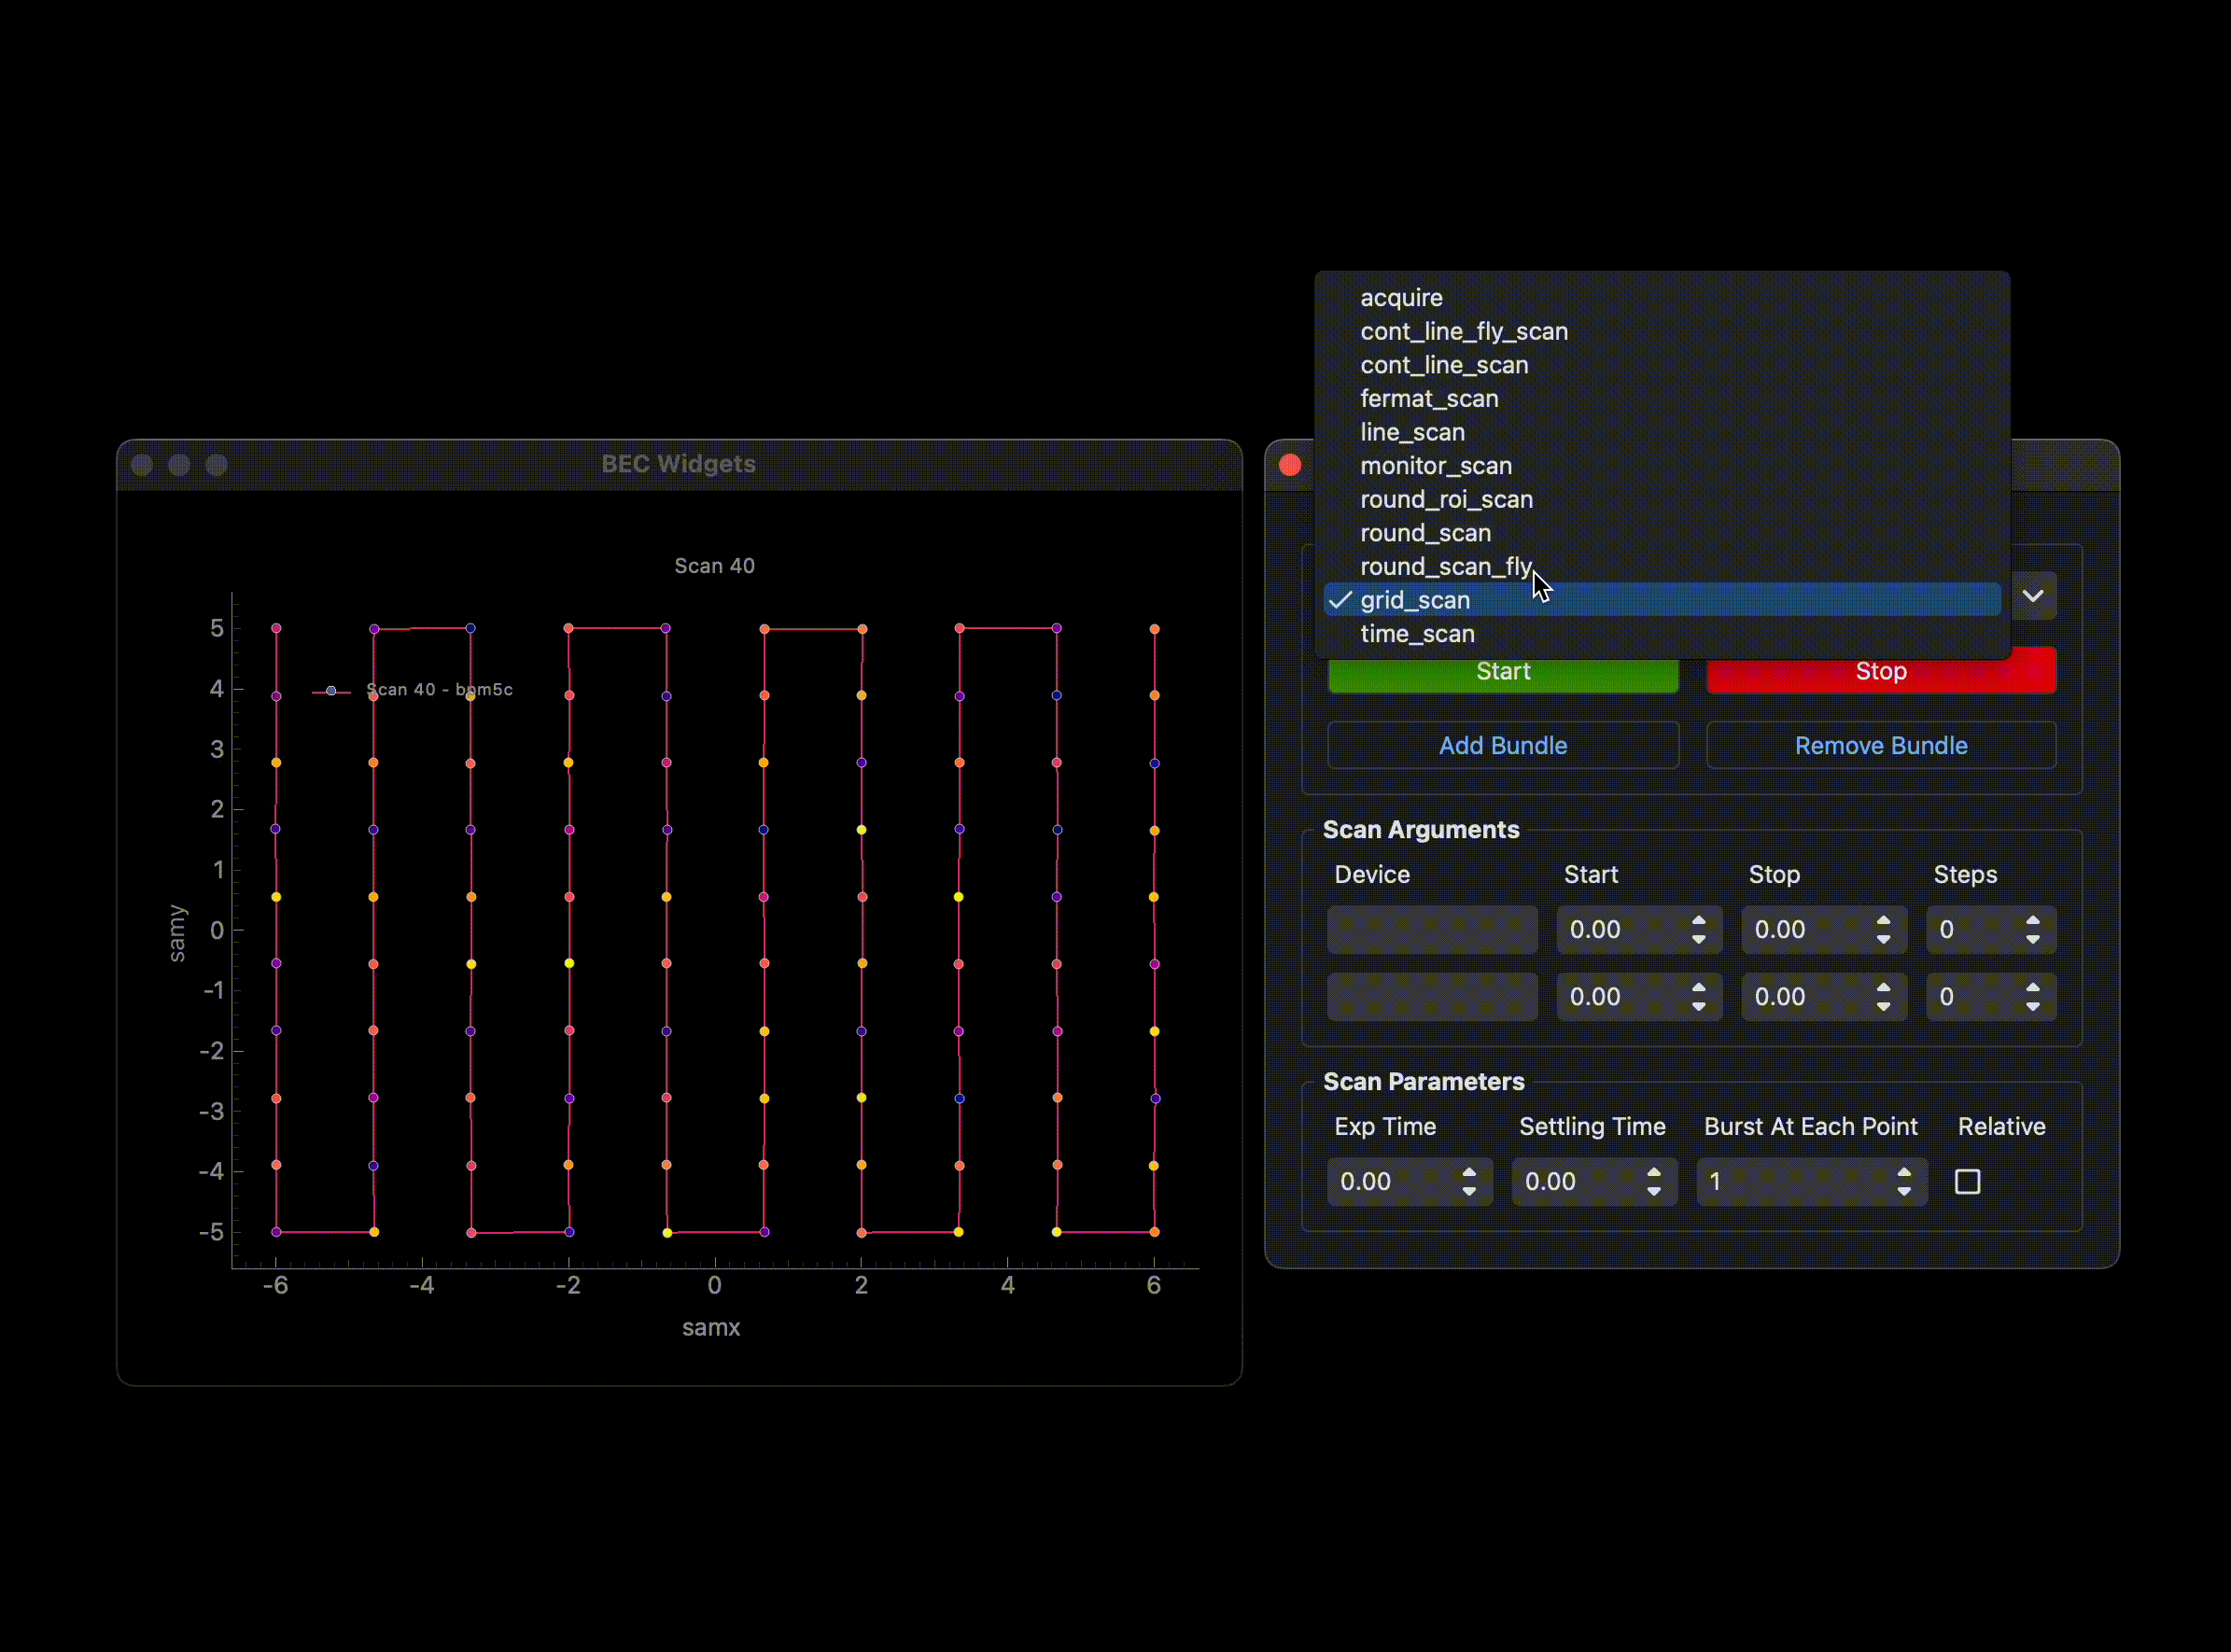 BEC Widgets
Scan 40
Scan 40 - bpm5c
5
4
3
2
1
0
-1
-2
-3
-4
-5
samy
-6 -4 -2 0 2 4 6
samx
acquire
cont_line_fly_scan
cont_line_scan
fermat_scan
line_scan
monitor_scan
round_roi_scan
round_scan
round_scan_fly
grid_scan
time_scan
Start Stop
Add Bundle Remove Bundle
Scan Arguments
Device Start Stop Steps
0.00 0.00 0
0.00 0.00 0
Scan Parameters
Exp Time Settling Time Burst At Each Point Relative
0.00 0.00 1